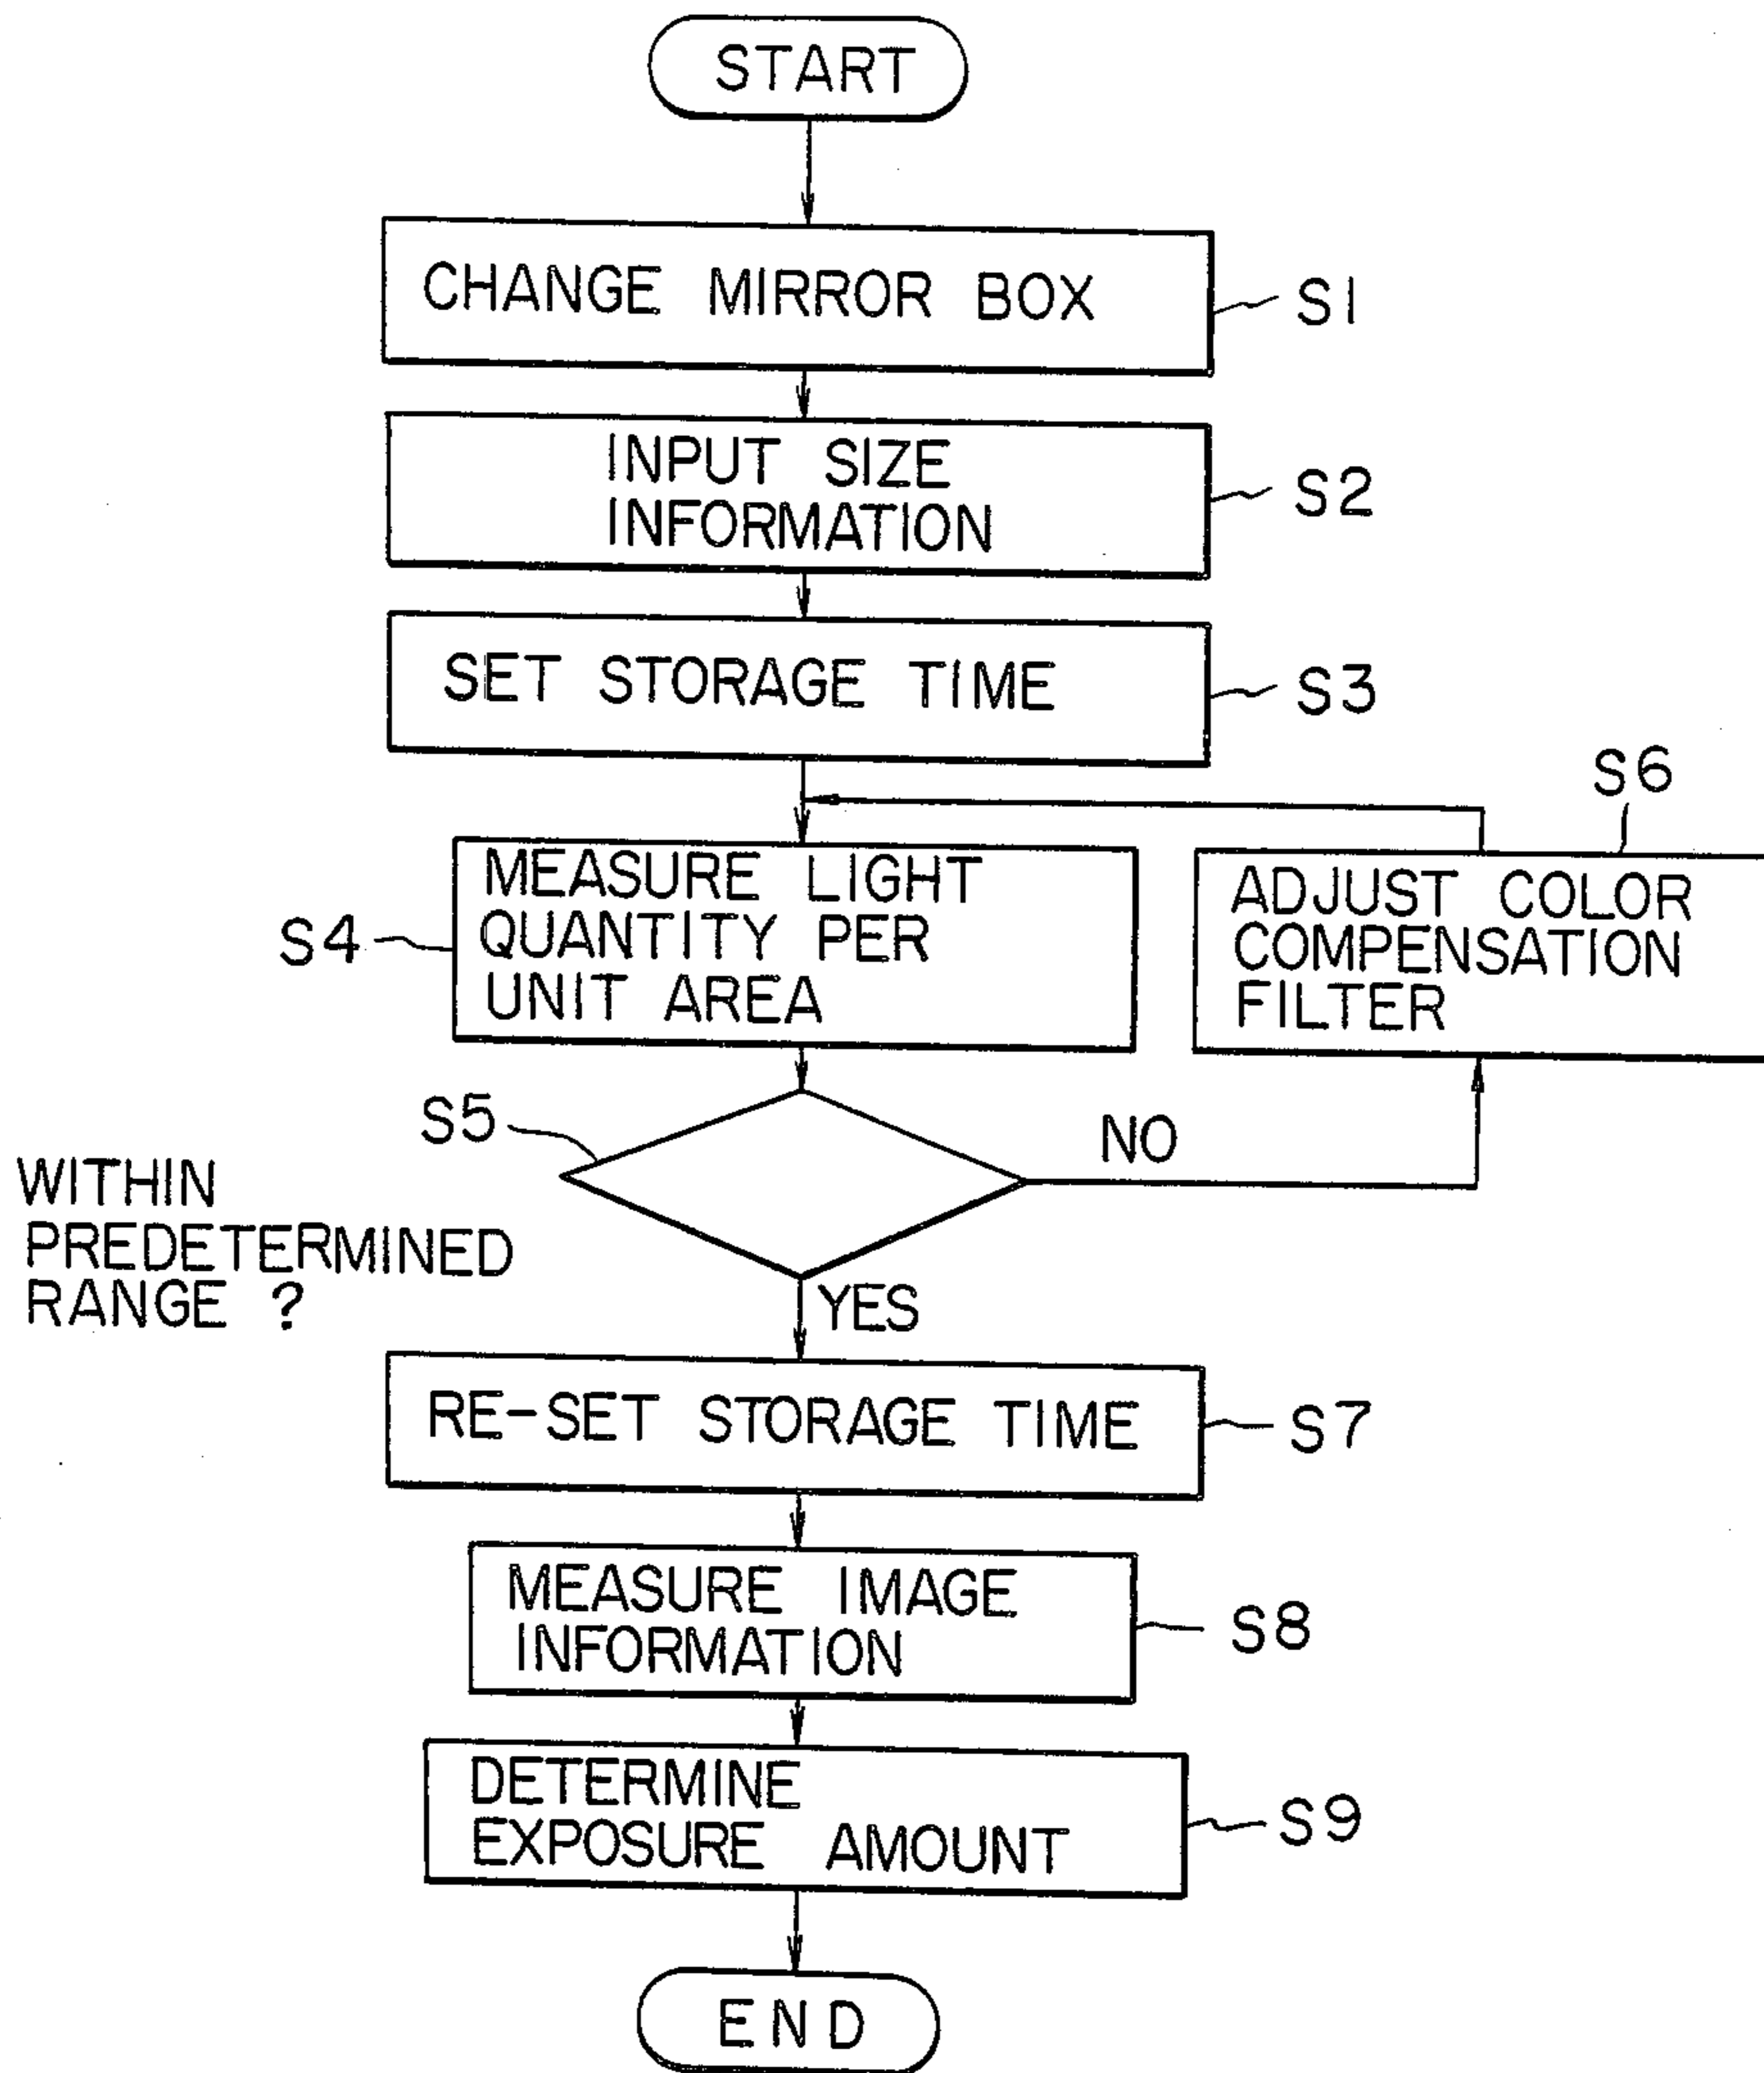 START
CHANGE MIRROR BOX
S1
INPUT SIZE
INFORMATION
S2
SET STORAGE TIME
S3
S6
MEASURE LIGHT
QUANTITY PER
UNIT AREA
S4
ADJUST COLOR
COMPENSATION
FILTER
S5
NO
WITHIN
PREDETERMINED
RANGE ?
YES
RE-SET STORAGE TIME
S7
MEASURE IMAGE
INFORMATION
S8
DETERMINE
EXPOSURE AMOUNT
S9
END